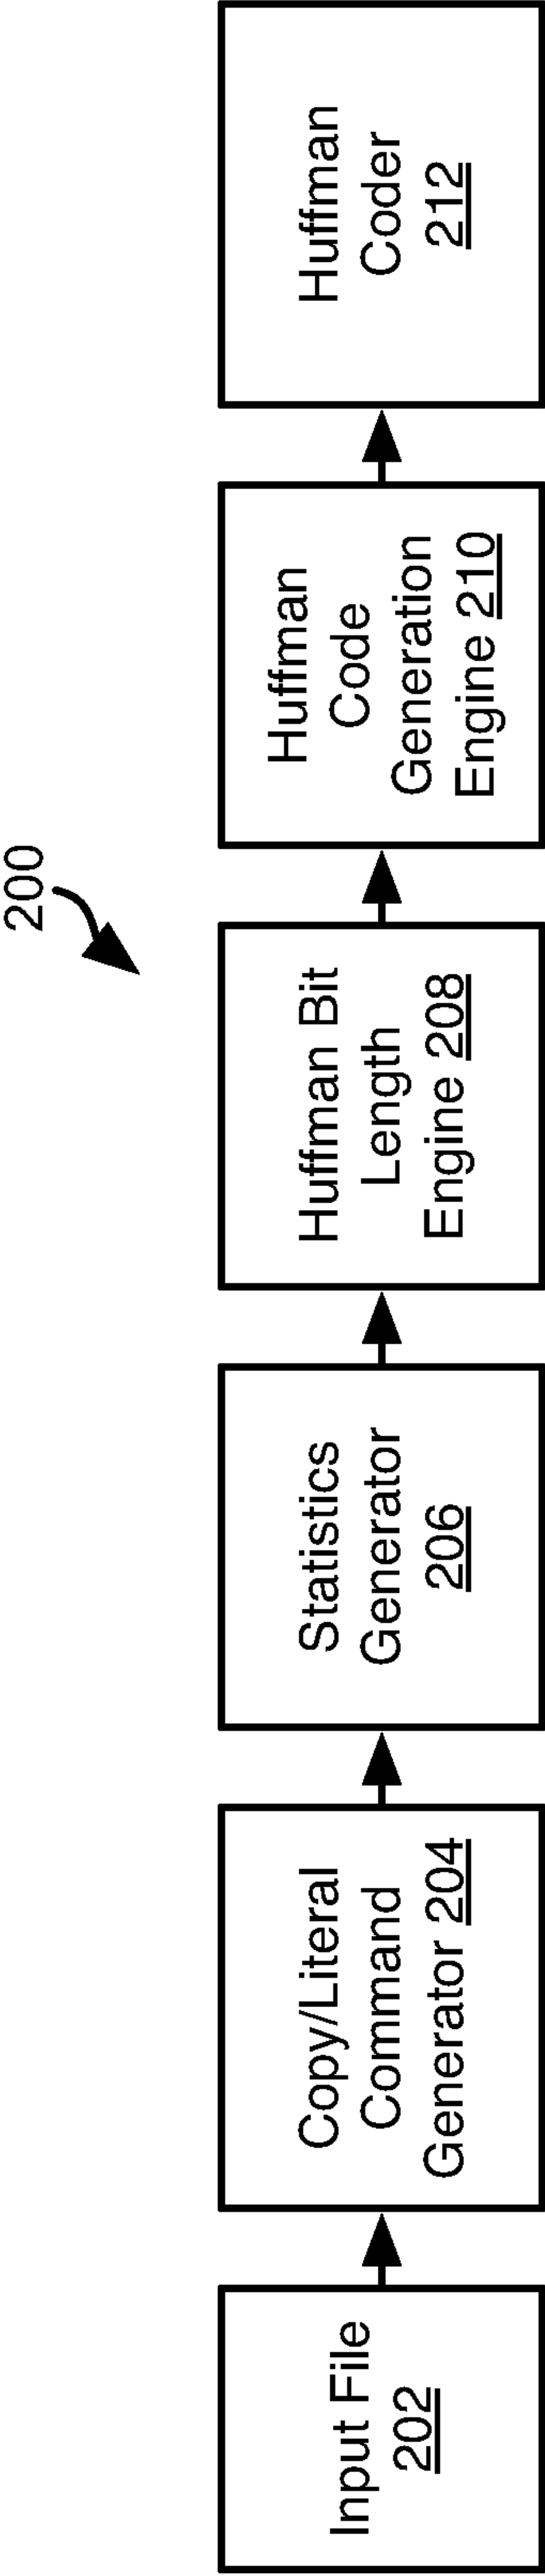 200
Input File
202
Copy/Literal
Command
Generator 204
Statistics
Generator
206
Huffman Bit
Length
Engine 208
Huffman
Code
Generation
Engine 210
Huffman
Coder
212